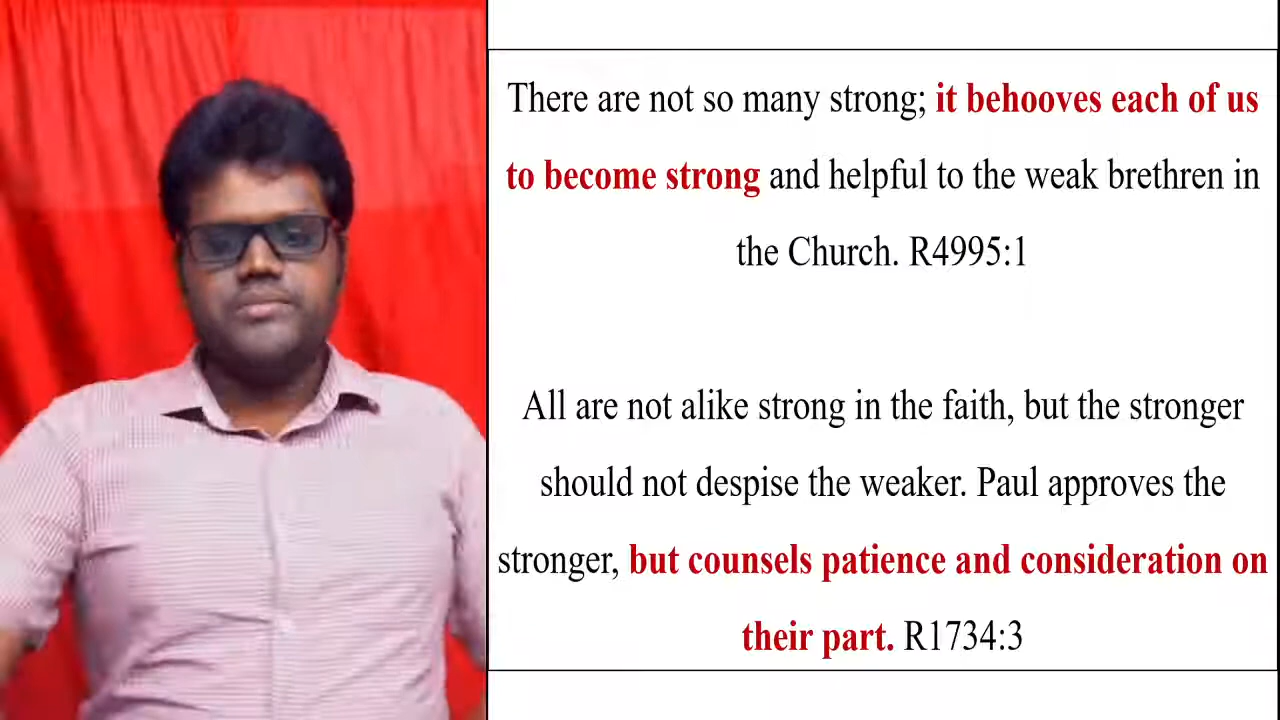 There are not so many strong; it behooves each of us
to become strong and helpful to the weak brethren in
the Church. R4995:1
All are not alike strong in the faith, but the stronger
should not despise the weaker. Paul approves the
stronger, but counsels patience and consideration on
their part. R1734:3